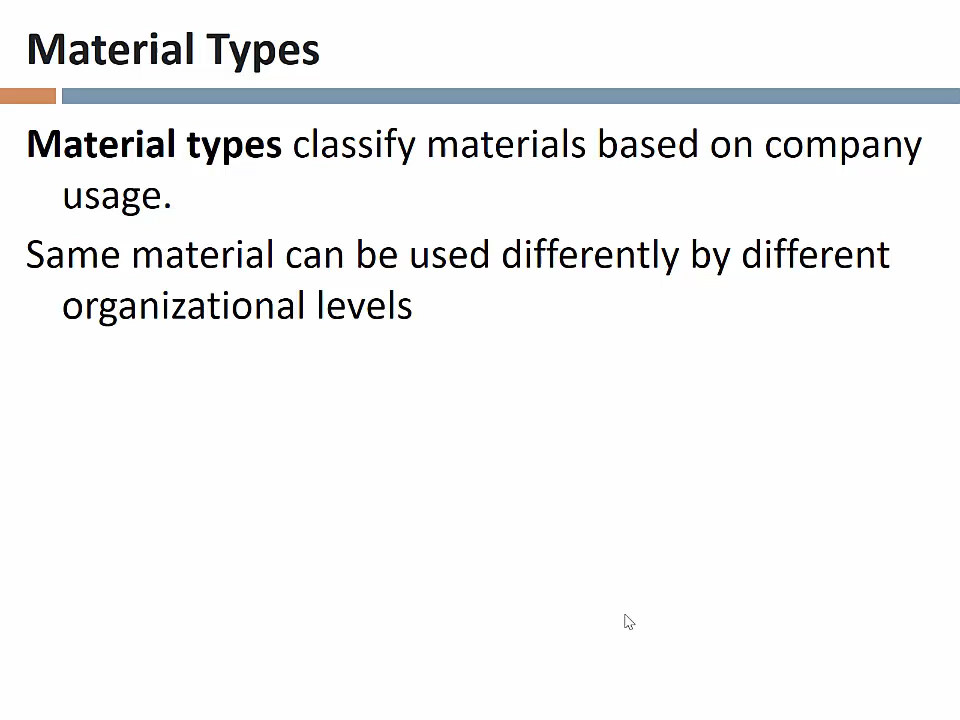 Material Types
Material types classify materials based on company
usage.
Same material can be used differently by different
organizational levels